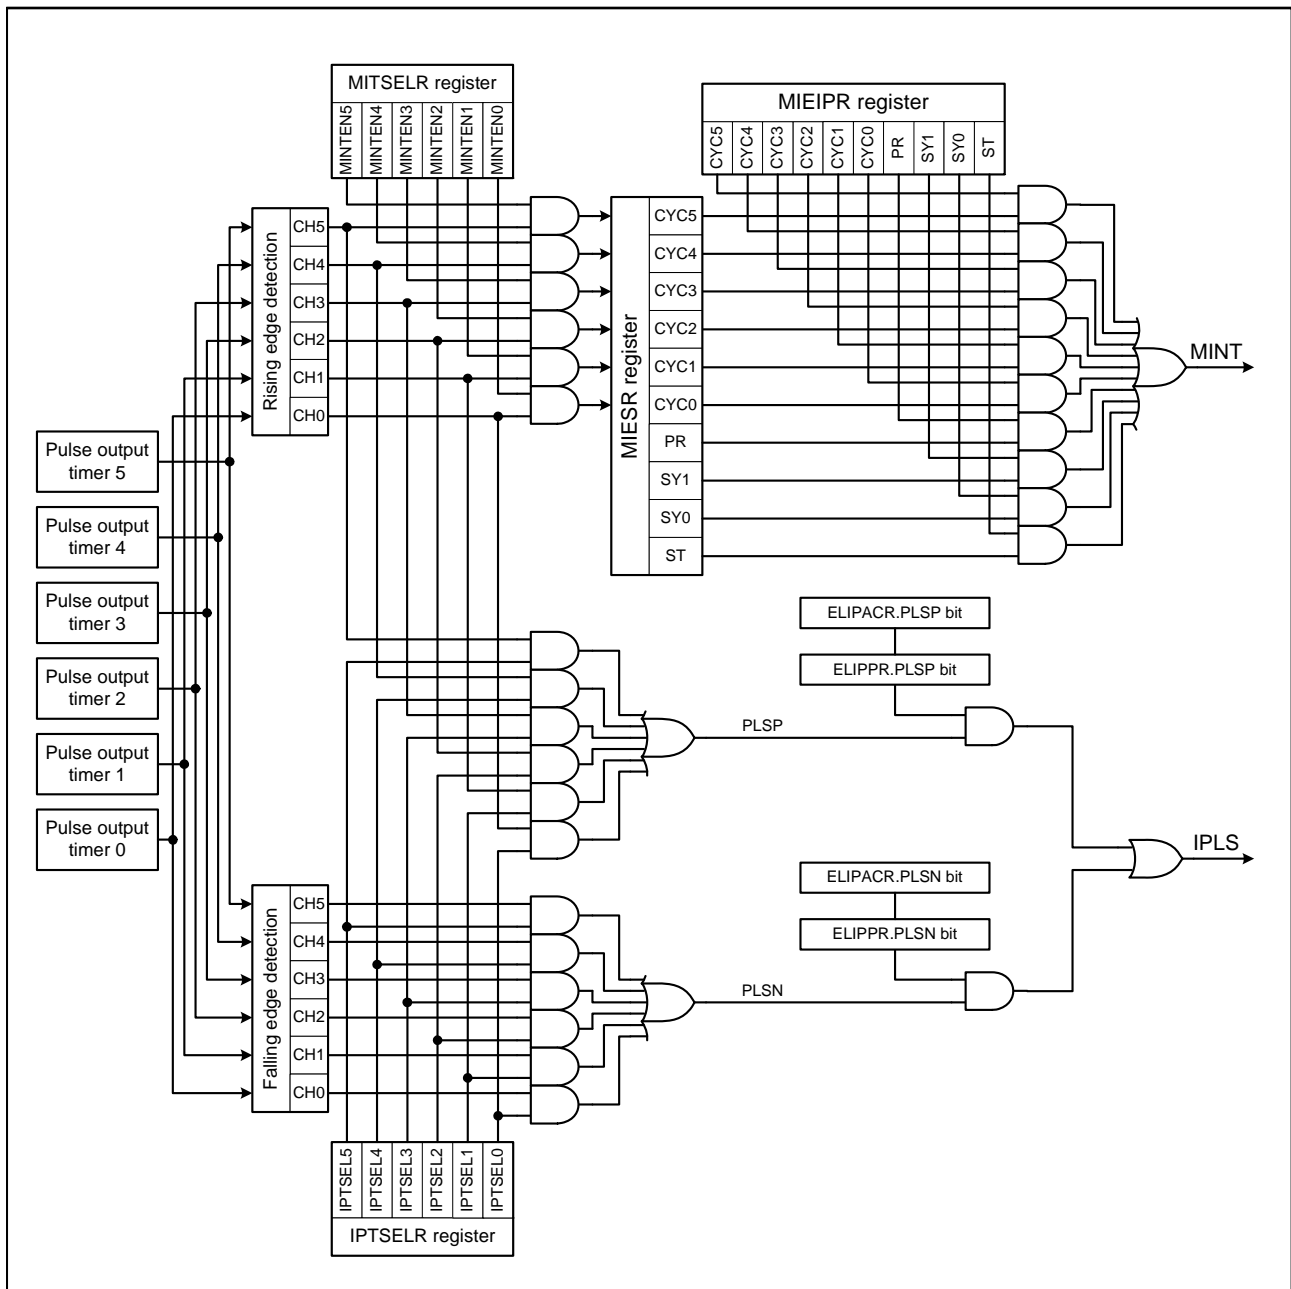 MITSELR register
MINTEN5
MINTEN4
MINTEN3
MINTEN2
MINTEN1
MINTEN0
MIEIPR register
CYC5
CYC4
CYC3
CYC2
CYC1
CYC0
PR
SY1
SY0
ST
Rising edge detection
CH5
CH4
CH3
CH2
CH1
CH0
MIESR register
CYC5
CYC4
CYC3
CYC2
CYC1
CYC0
PR
SY1
SY0
ST
MINT
Pulse output
timer 5
Pulse output
timer 4
Pulse output
timer 3
Pulse output
timer 2
Pulse output
timer 1
Pulse output
timer 0
ELIPACR.PLSP bit
ELIPPR.PLSP bit
PLSP
IPLS
ELIPACR.PLSN bit
ELIPPR.PLSN bit
PLSN
Falling edge detection
CH5
CH4
CH3
CH2
CH1
CH0
IPTSEL5
IPTSEL4
IPTSEL3
IPTSEL2
IPTSEL1
IPTSEL0
IPTSELR register